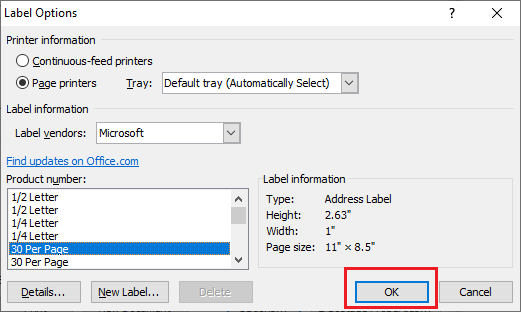 Label Options
Printer information
Continuous-feed printers
Page printers Tray: Default tray (Automatically Select)
Label information
Label vendors: Microsoft
Find updates on Office.com
Product number:
1/2 Letter
1/2 Letter
1/4 Letter
1/4 Letter
30 Per Page
30 Per Page
Label information
Type: Address Label
Height: 2.63"
Width: 1"
Page size: 11" × 8.5"
Details... New Label... Delete OK Cancel